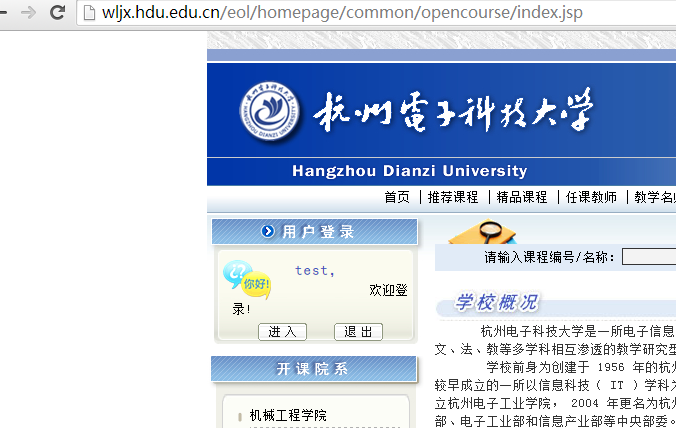 wljx.hdu.edu.cn/eol/homepage/common/opencourse/index.jsp
杭州電子科技大学
HANGZHOU DIANZI UNIVERSITY
Hangzhou Dianzi University
首页 | 推荐课程 | 精品课程 | 任课教师 | 教学名
用户登录
你好!
test,
欢迎登
录!
进入 退出
请输入课程编号/名称:
学校概况
杭州电子科技大学是一所电子信息
文、法、教等多学科相互渗透的教学研究型
学校前身为创建于 1956 年的杭州
较早成立的一所以信息科技( IT )学科为
立杭州电子工业学院, 2004 年更名为杭州
部、电子工业部和信息产业部等中央部委。
开课院系
机械工程学院